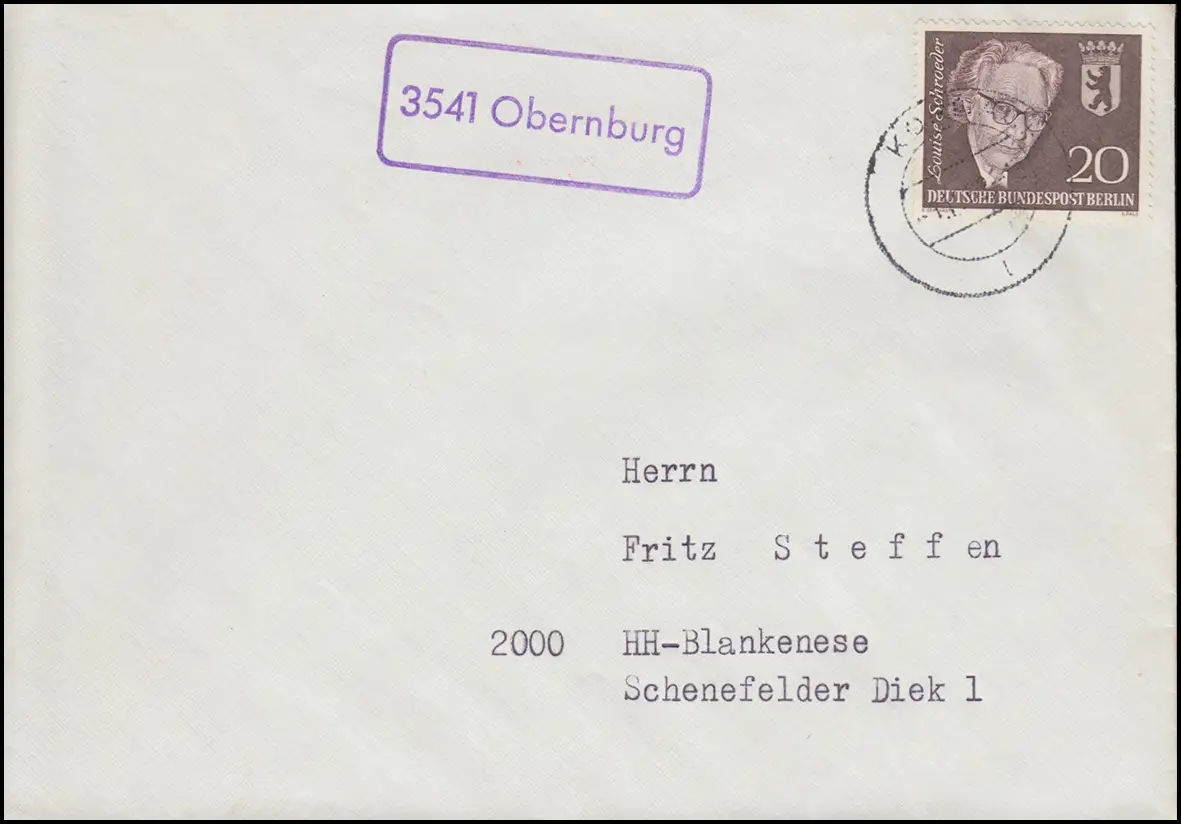 3541 Obernburg
Louise Schroeder
20
DEUTSCHE BUNDESPOST BERLIN
Herrn
Fritz S t e f f en
2000 HH-Blankenese
Schenefelder Diek 1